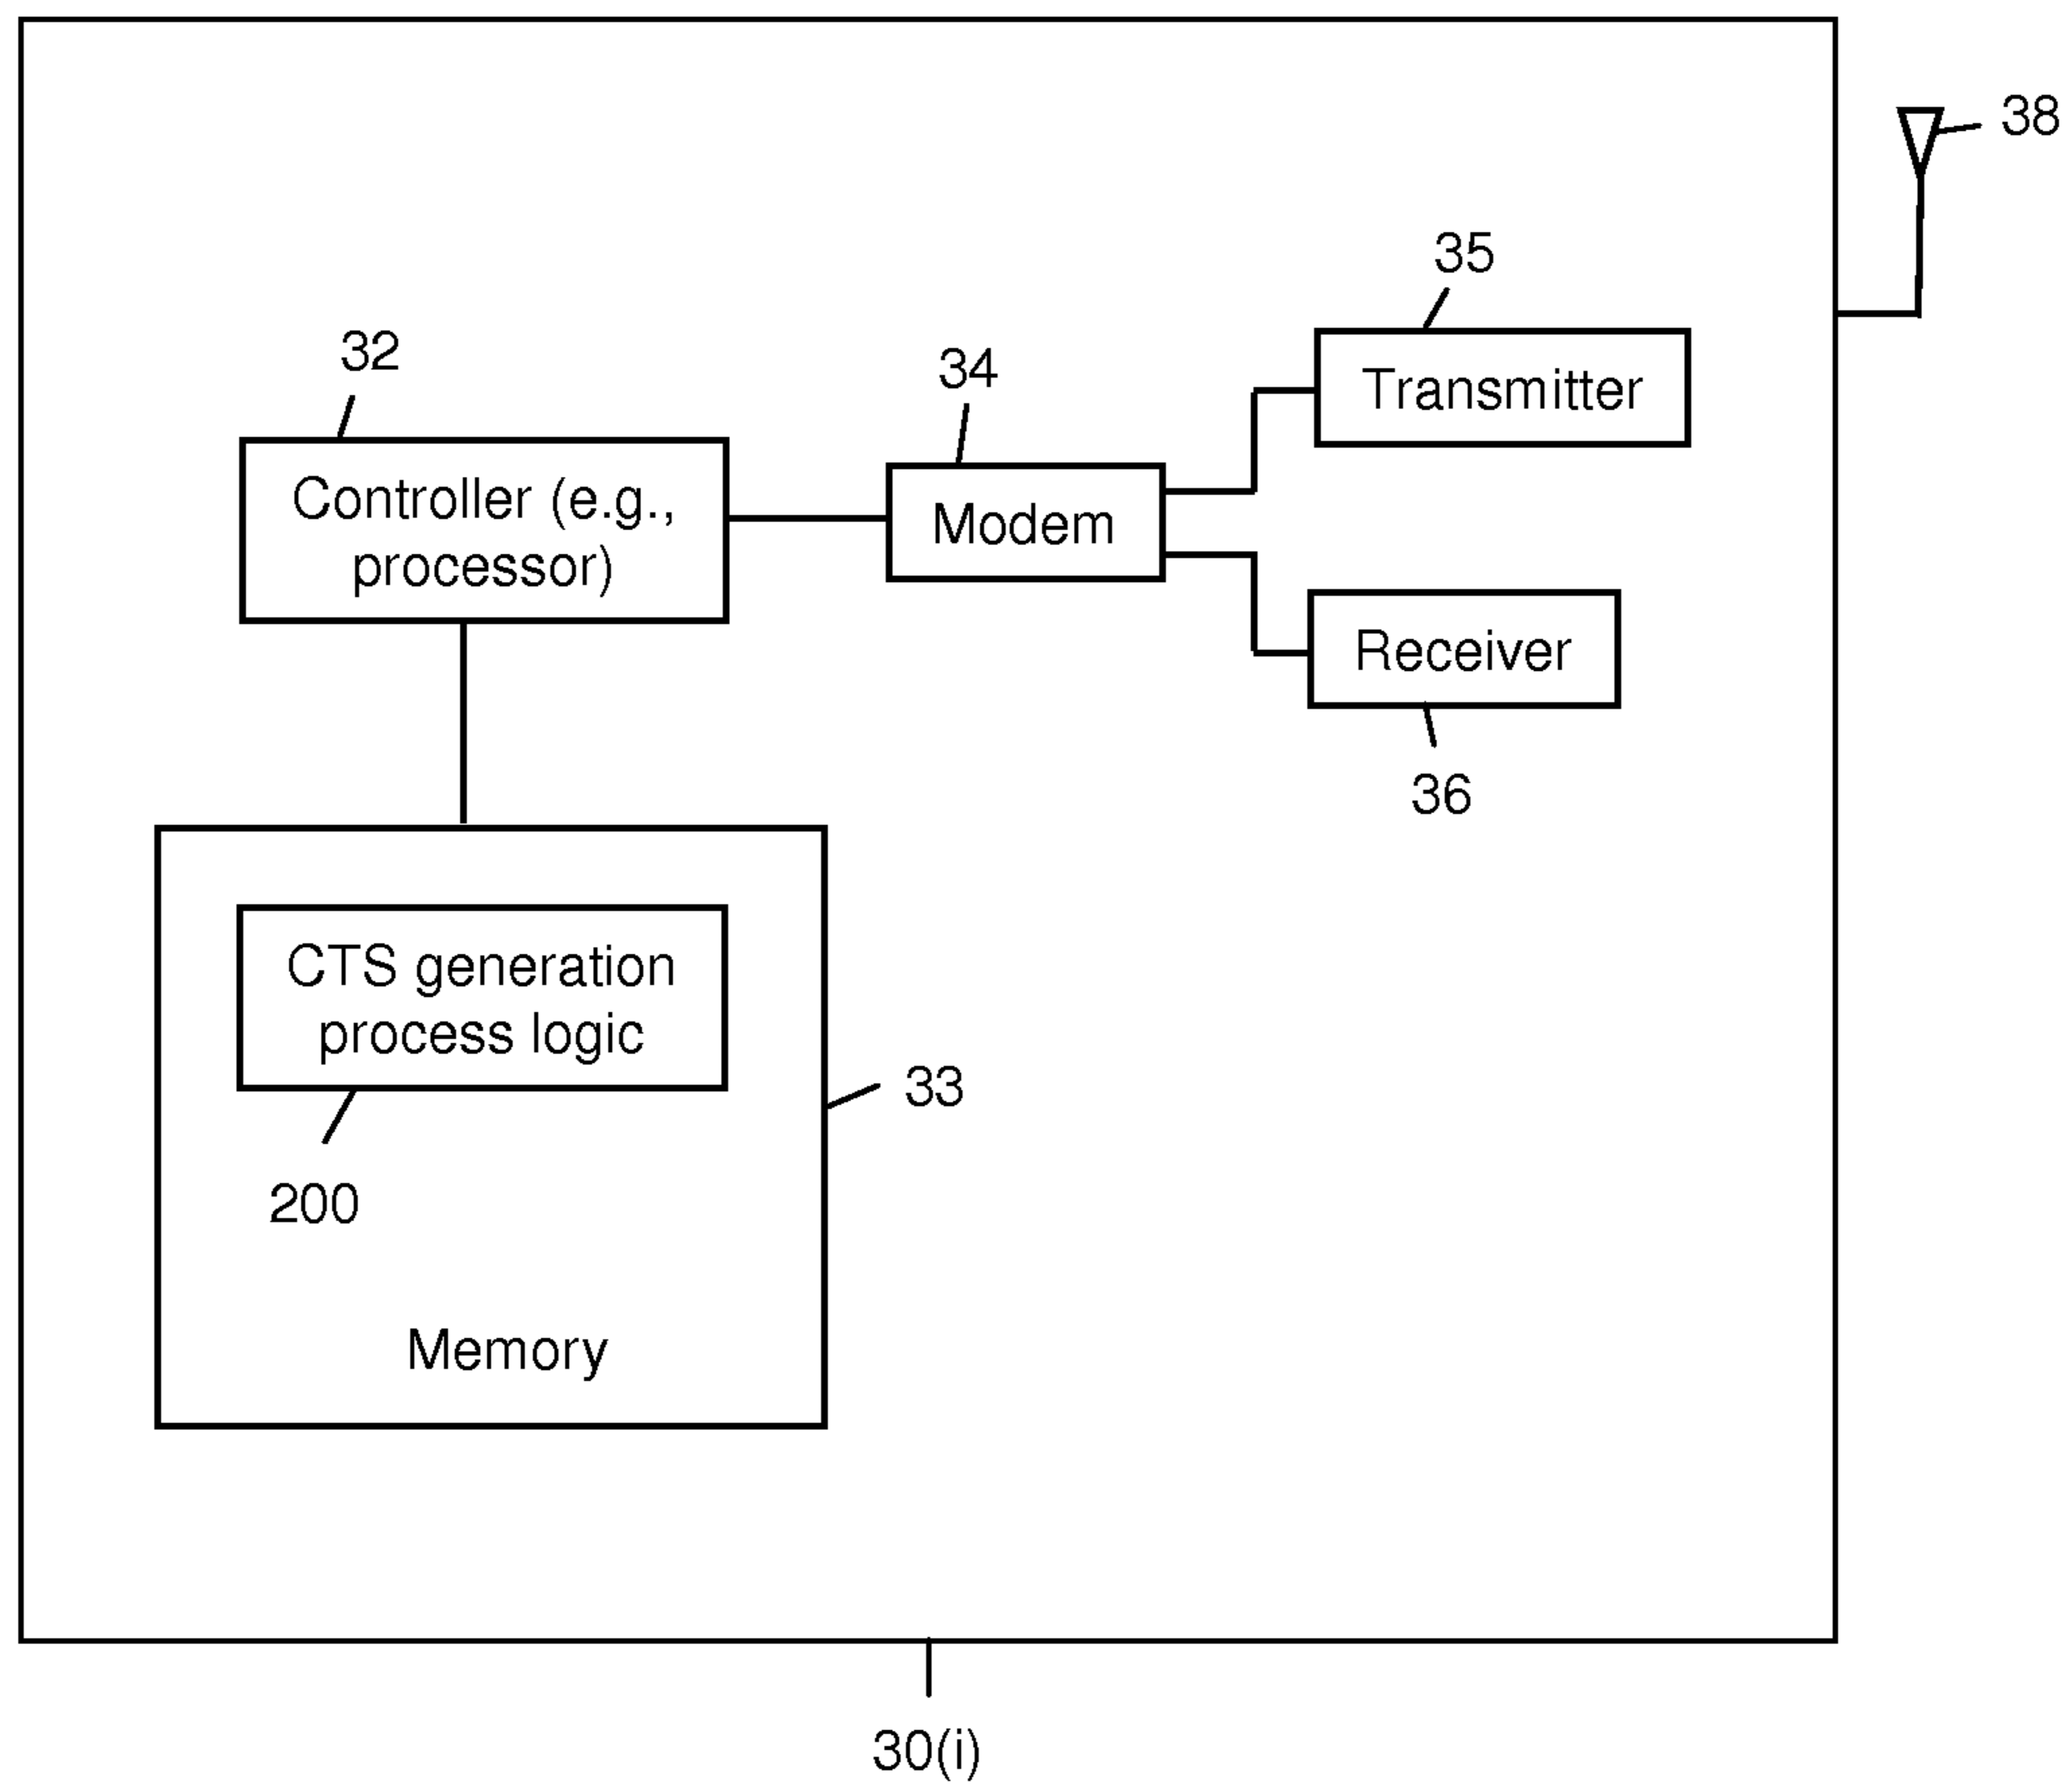 38
35
32
34
Transmitter
Controller (e.g.,
processor)
Modem
Receiver
36
CTS generation
process logic
33
200
Memory
30(i)